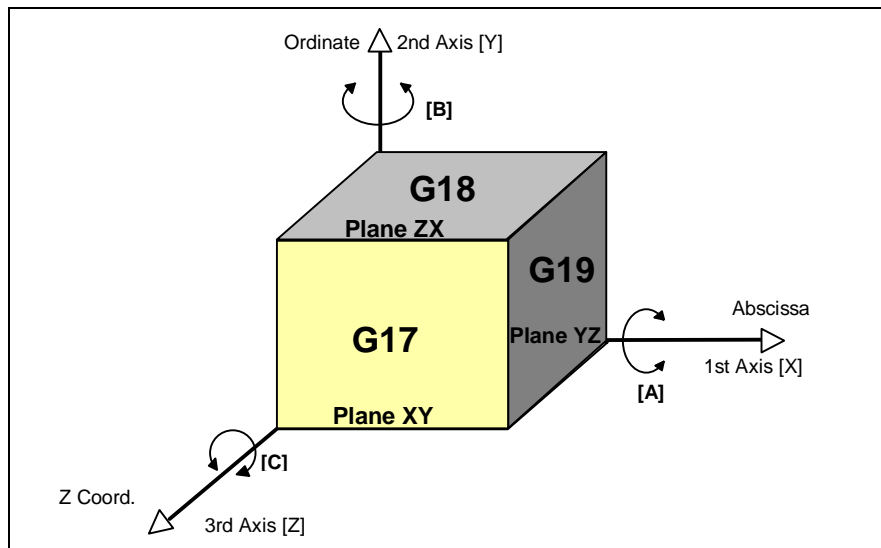 Ordinate
2nd Axis [Y]
[B]
G18
Plane ZX
G19
Abscissa
G17
Plane YZ
1st Axis [X]
[A]
Plane XY
[C]
Z Coord.
3rd Axis [Z]